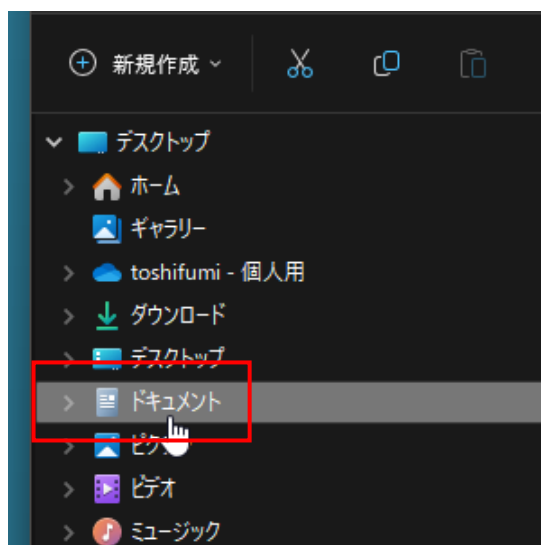 新規作成
デスクトップ
ホーム
ギャラリー
toshifumi - 個人用
ダウンロード
デスクトップ
ドキュメント
ビデオ
ミュージック